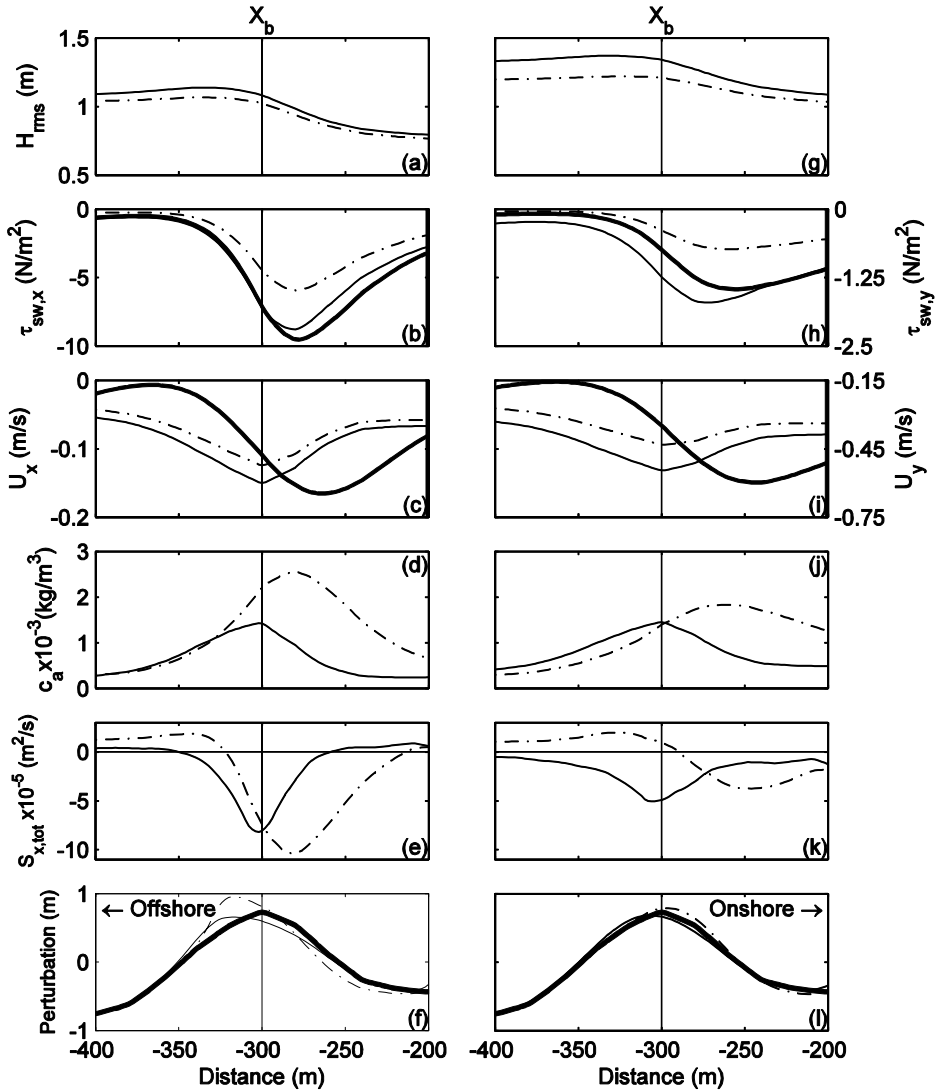 X_b
X_b
H_rms (m)
1.5
1
0.5
(a)
(g)
τ_sw,x (N/m²)
0
-5
-10
(b)
(h)
0
-1.25
-2.5
τ_sw,y (N/m²)
U_x (m/s)
0
-0.1
-0.2
(c)
(i)
-0.15
-0.45
-0.75
U_y (m/s)
c_a x10⁻³(kg/m³)
3
2
1
0
(d)
(j)
S_x,tot x10⁻⁵ (m²/s)
0
-5
-10
(e)
(k)
Perturbation (m)
1
0
-1
← Offshore
Onshore →
(f)
(l)
-400 -350 -300 -250 -200
-400 -350 -300 -250 -200
Distance (m)
Distance (m)